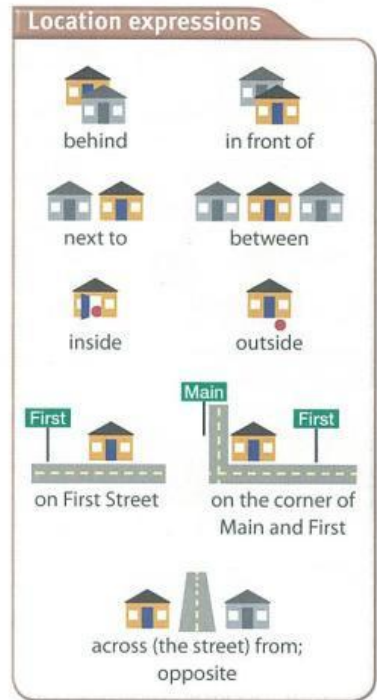 Location expressions
behind
in front of
next to
between
inside
outside
First
on First Street
Main
First
on the corner of
Main and First
across (the street) from;
opposite